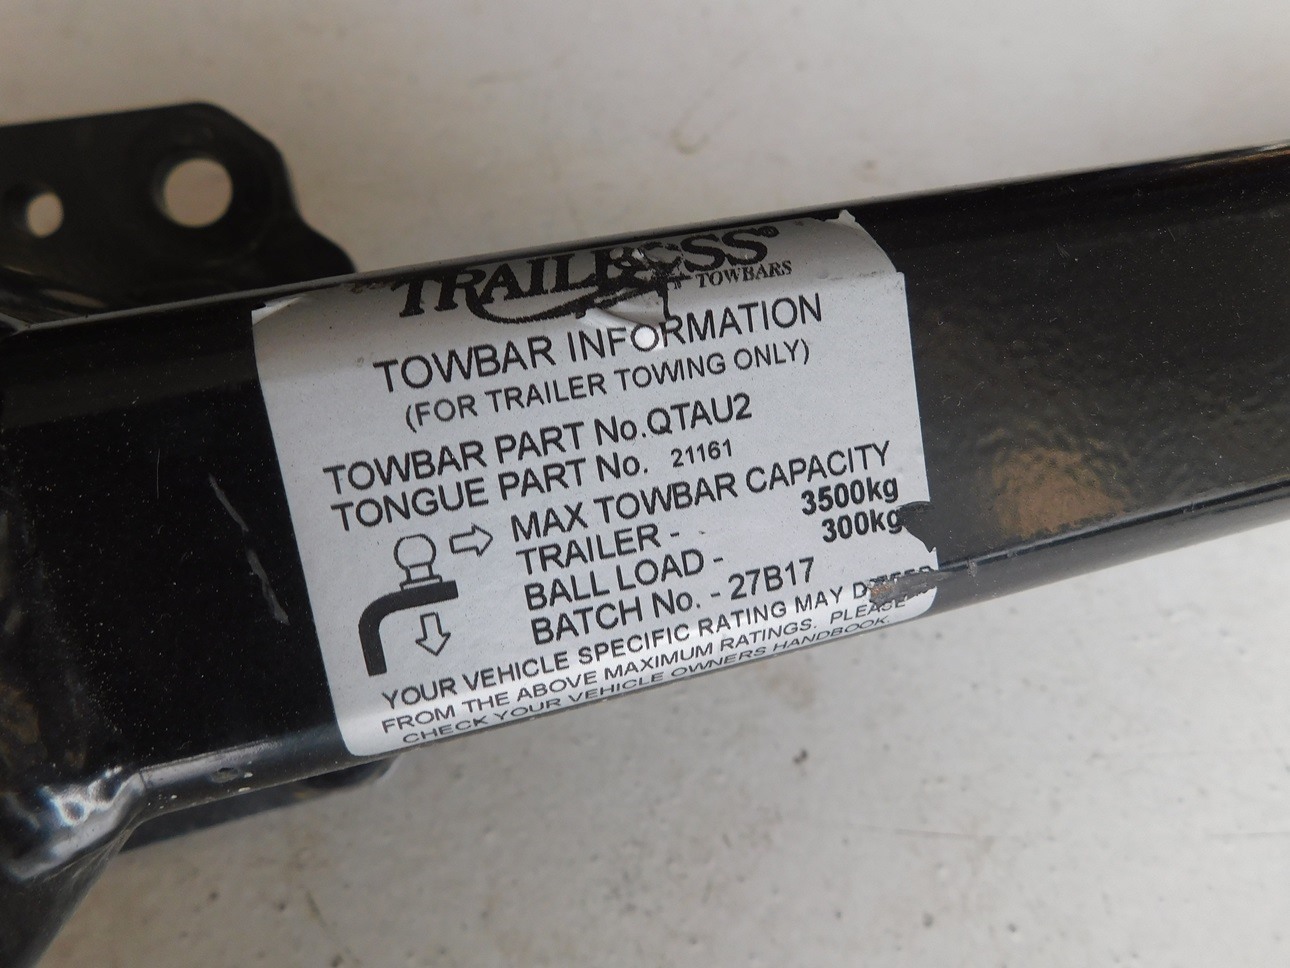 TRAILBOSS®
TOWBARS
TOWBAR INFORMATION
(FOR TRAILER TOWING ONLY)
TOWBAR PART No.QTAU2
TONGUE PART No. 21161
MAX TOWBAR CAPACITY
TRAILER - 3500kg
BALL LOAD - 300kg
BATCH No. - 27B17
YOUR VEHICLE SPECIFIC RATING MAY
FROM THE ABOVE MAXIMUM RATINGS. PLEASE
CHECK YOUR VEHICLE OWNERS HANDBOOK.